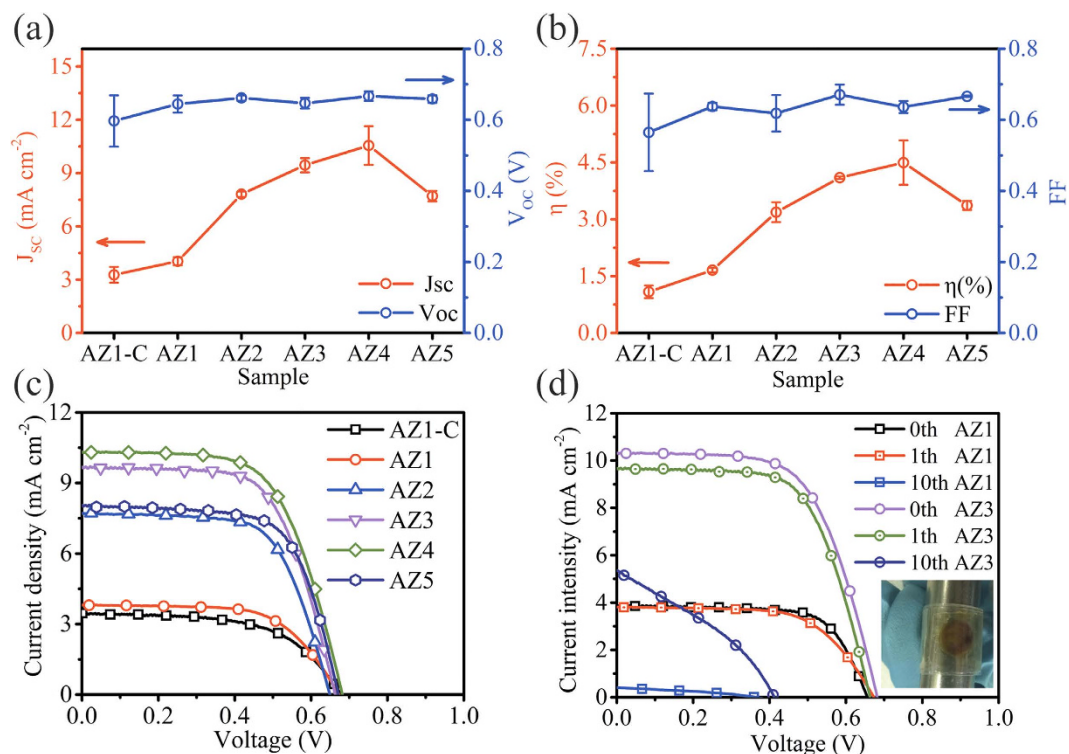 (a)
15
12
9
6
3
0
J_SC (mA cm⁻²)
0.8
0.6
0.4
0.2
0.0
V_OC (V)
Jsc
Voc
AZ1-C AZ1 AZ2 AZ3 AZ4 AZ5
Sample
(b)
7.5
6.0
4.5
3.0
1.5
0.0
η (%)
0.8
0.6
0.4
0.2
0.0
FF
η(%)
FF
AZ1-C AZ1 AZ2 AZ3 AZ4 AZ5
Sample
(c)
12
9
6
3
0
Current density (mA cm⁻²)
AZ1-C
AZ1
AZ2
AZ3
AZ4
AZ5
0.0 0.2 0.4 0.6 0.8 1.0
Voltage (V)
(d)
12
10
8
6
4
2
0
Current intensity (mA cm⁻²)
0th AZ1
1th AZ1
10th AZ1
0th AZ3
1th AZ3
10th AZ3
0.0 0.2 0.4 0.6 0.8 1.0
Voltage (V)